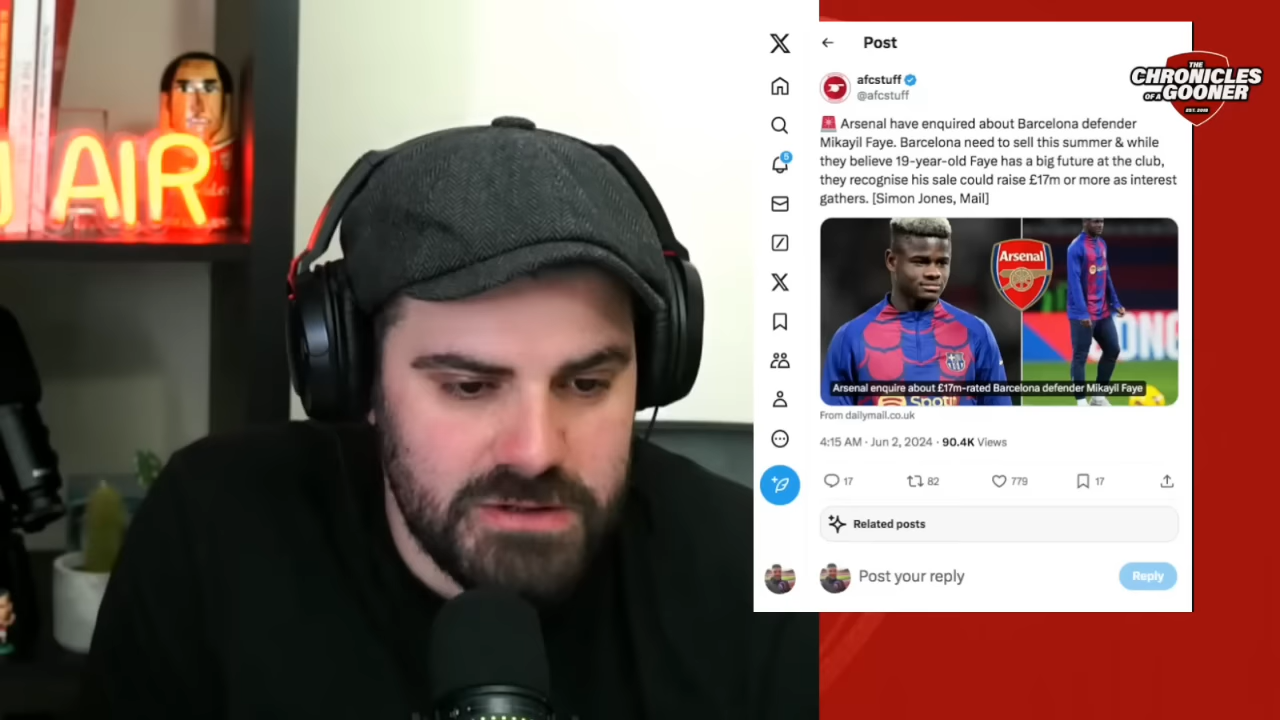 AIR
Post
afcstuff
@afcstuff
🚨 Arsenal have enquired about Barcelona defender
Mikayil Faye. Barcelona need to sell this summer & while
they believe 19-year-old Faye has a big future at the club,
they recognise his sale could raise £17m or more as interest
gathers. [Simon Jones, Mail]
Arsenal
Arsenal enquire about £17m-rated Barcelona defender Mikayil Faye
Spotify
From dailymail.co.uk
4:15 AM · Jun 2, 2024 · 90.4K Views
17 82 779 17
Related posts
Post your reply
Reply
5
THE
CHRONICLES
OF A GOONER
EST. 2018